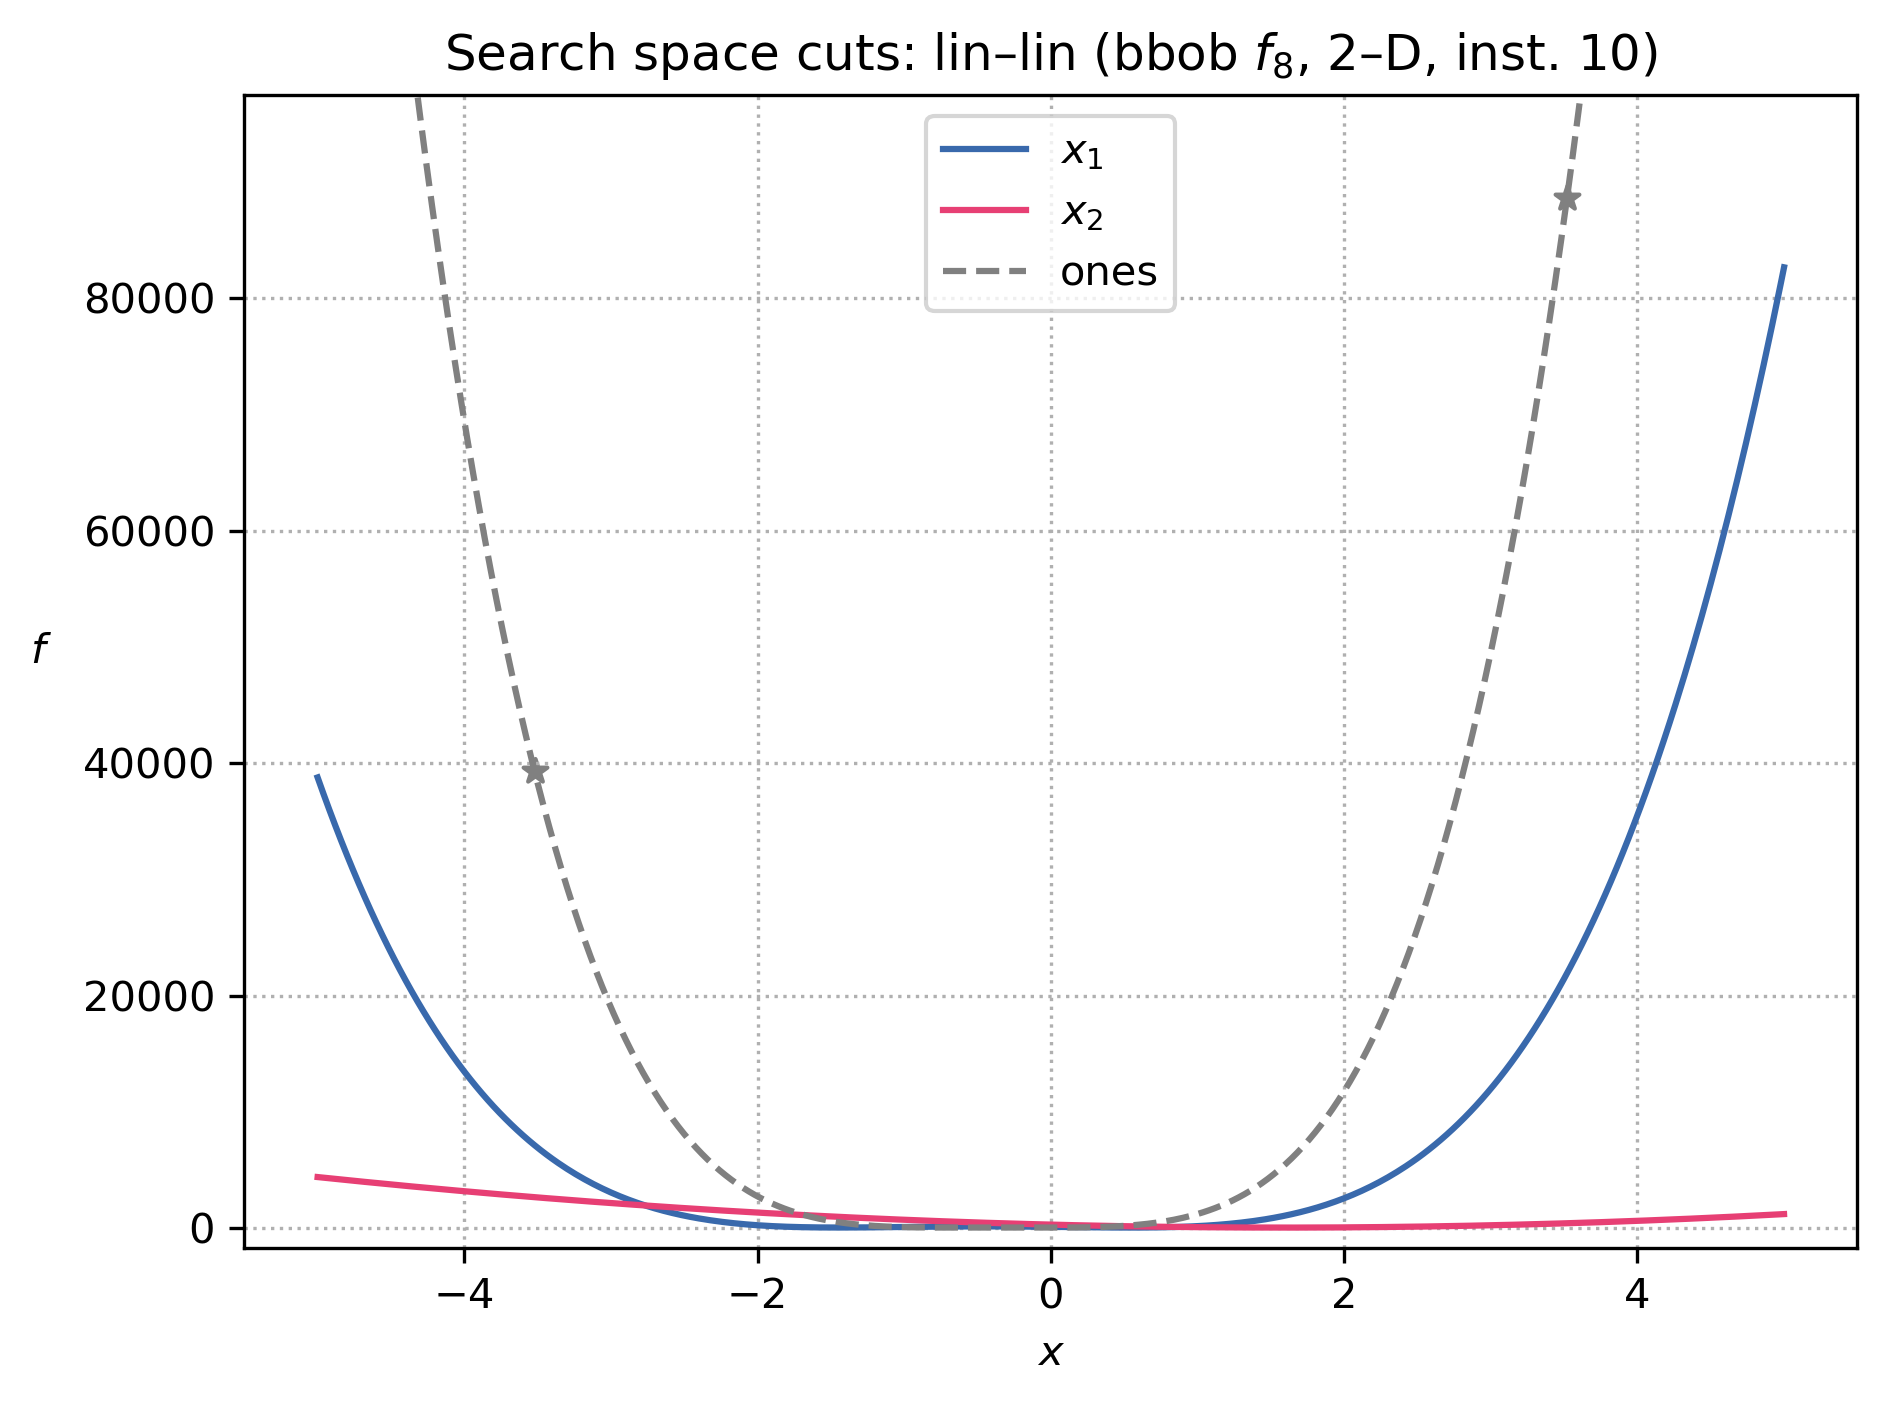 Search space cuts: lin–lin (bbob f₈, 2–D, inst. 10)
x₁
x₂
ones
80000
60000
40000
20000
0
f
−4
−2
0
2
4
x